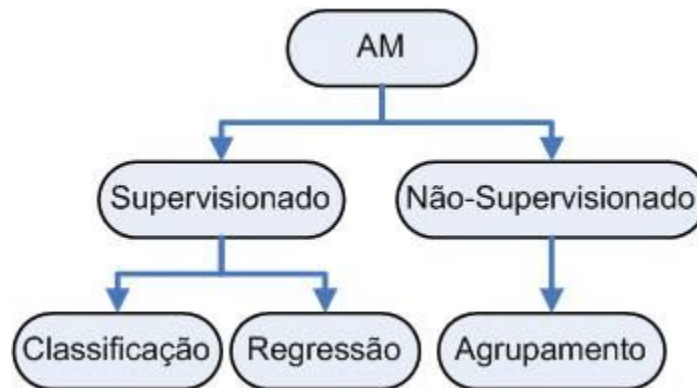 AM
Supervisionado
Não-Supervisionado
Classificação
Regressão
Agrupamento